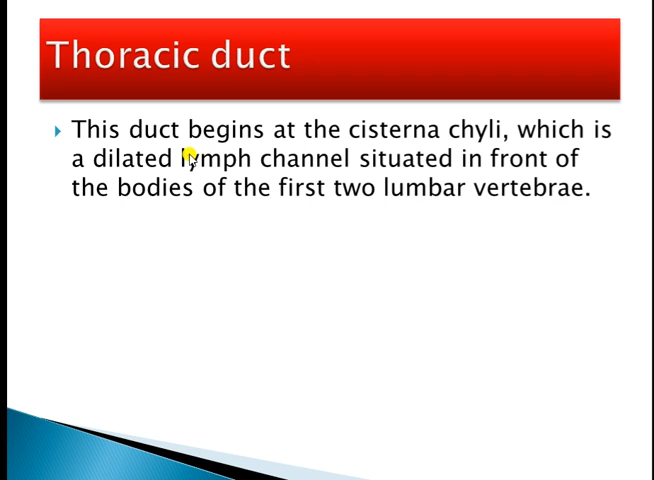 Thoracic duct
This duct begins at the cisterna chyli, which is
a dilated lymph channel situated in front of
the bodies of the first two lumbar vertebrae.